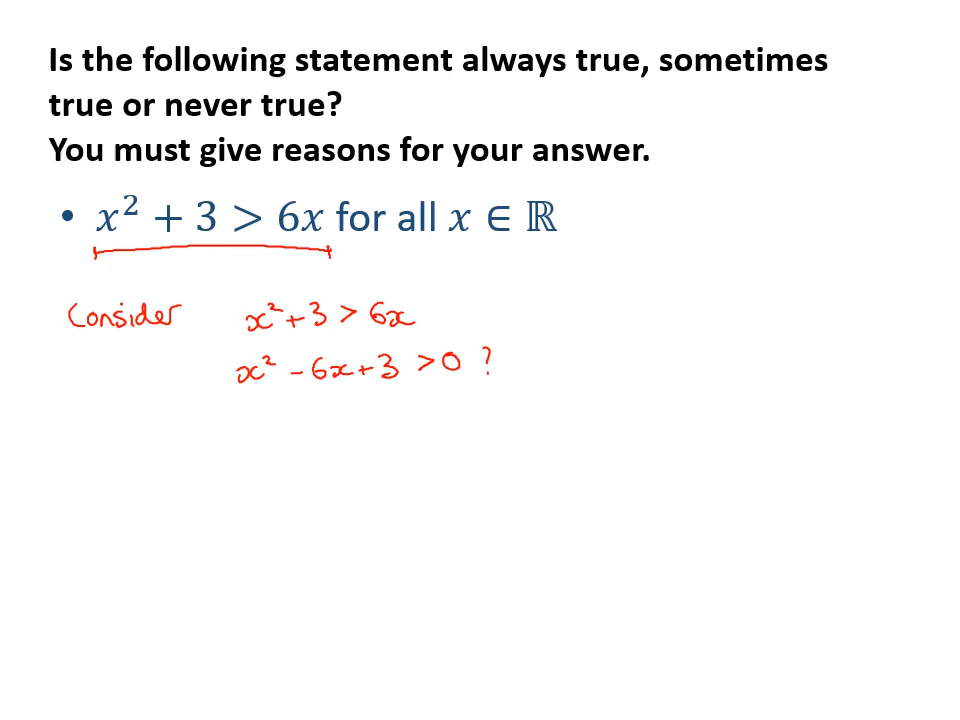 Is the following statement always true, sometimes
true or never true?
You must give reasons for your answer.
• x² + 3 > 6x for all x ∈ ℝ
Consider x² + 3 > 6x
x² - 6x + 3 > 0 ?